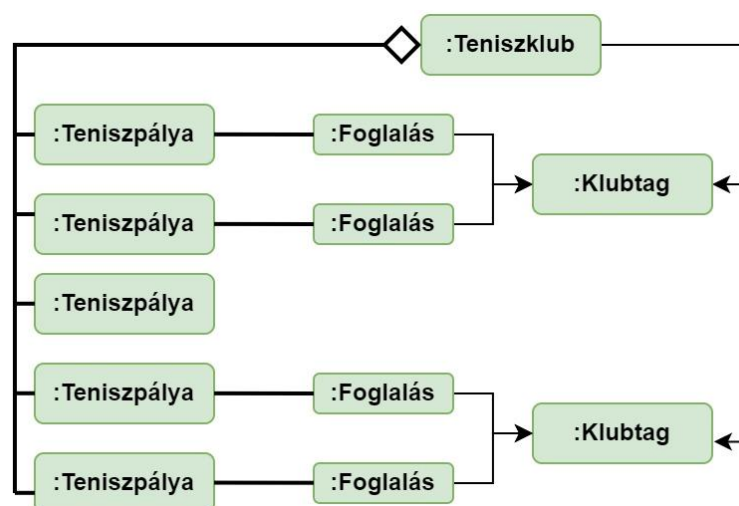 :Teniszklub
:Teniszpálya
:Foglalás
:Klubtag
:Teniszpálya
:Foglalás
:Teniszpálya
:Teniszpálya
:Foglalás
:Klubtag
:Teniszpálya
:Foglalás